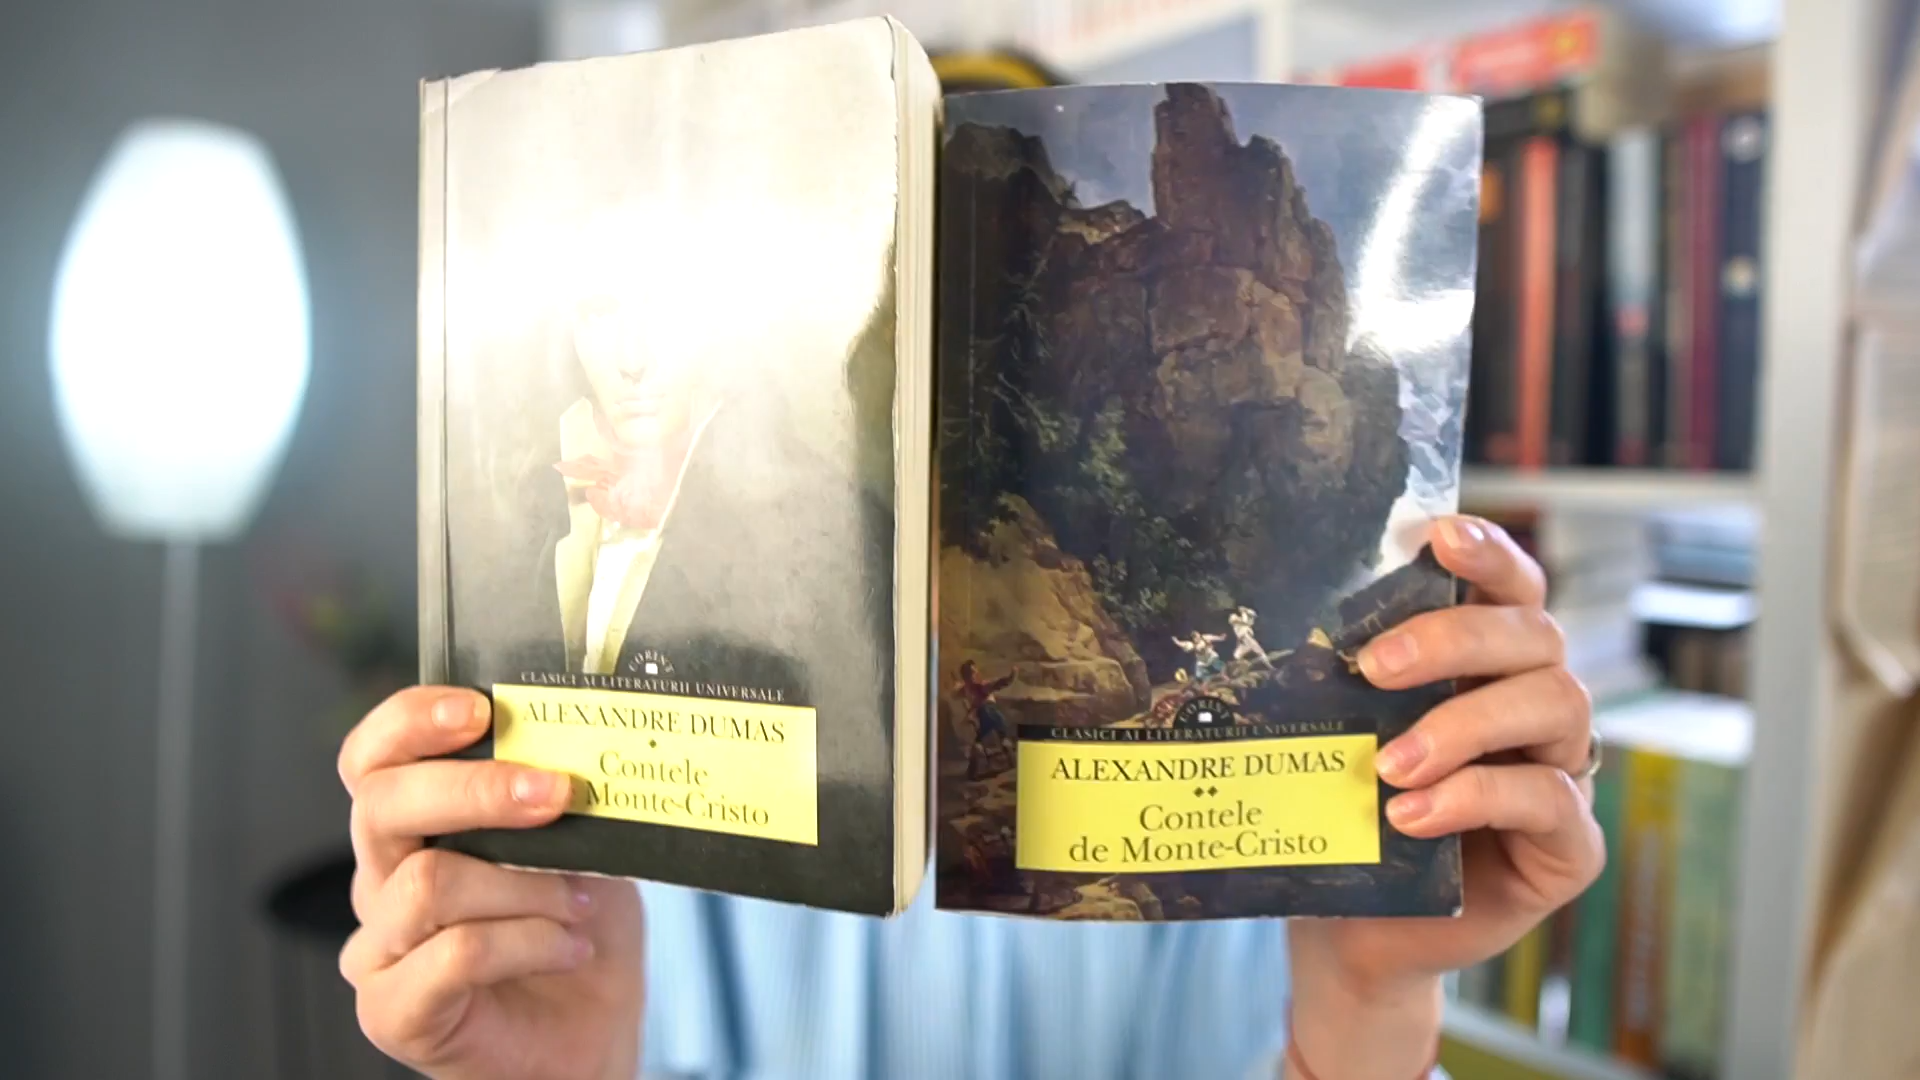 CORINT
CLASICI AI LITERATURII UNIVERSALE
ALEXANDRE DUMAS
Contele
Monte-Cristo
CORINT
CLASICI AI LITERATURII UNIVERSALE
ALEXANDRE DUMAS
Contele
de Monte-Cristo